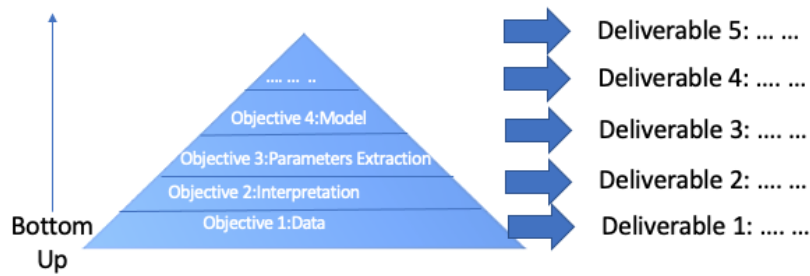 Deliverable 5: ... ...
.... ... ..
Deliverable 4: .... ...
Objective 4:Model
Deliverable 3: .... ...
Objective 3:Parameters Extraction
Deliverable 2: .... ...
Objective 2:Interpretation
Objective 1:Data
Deliverable 1: .... ...
Bottom
Up